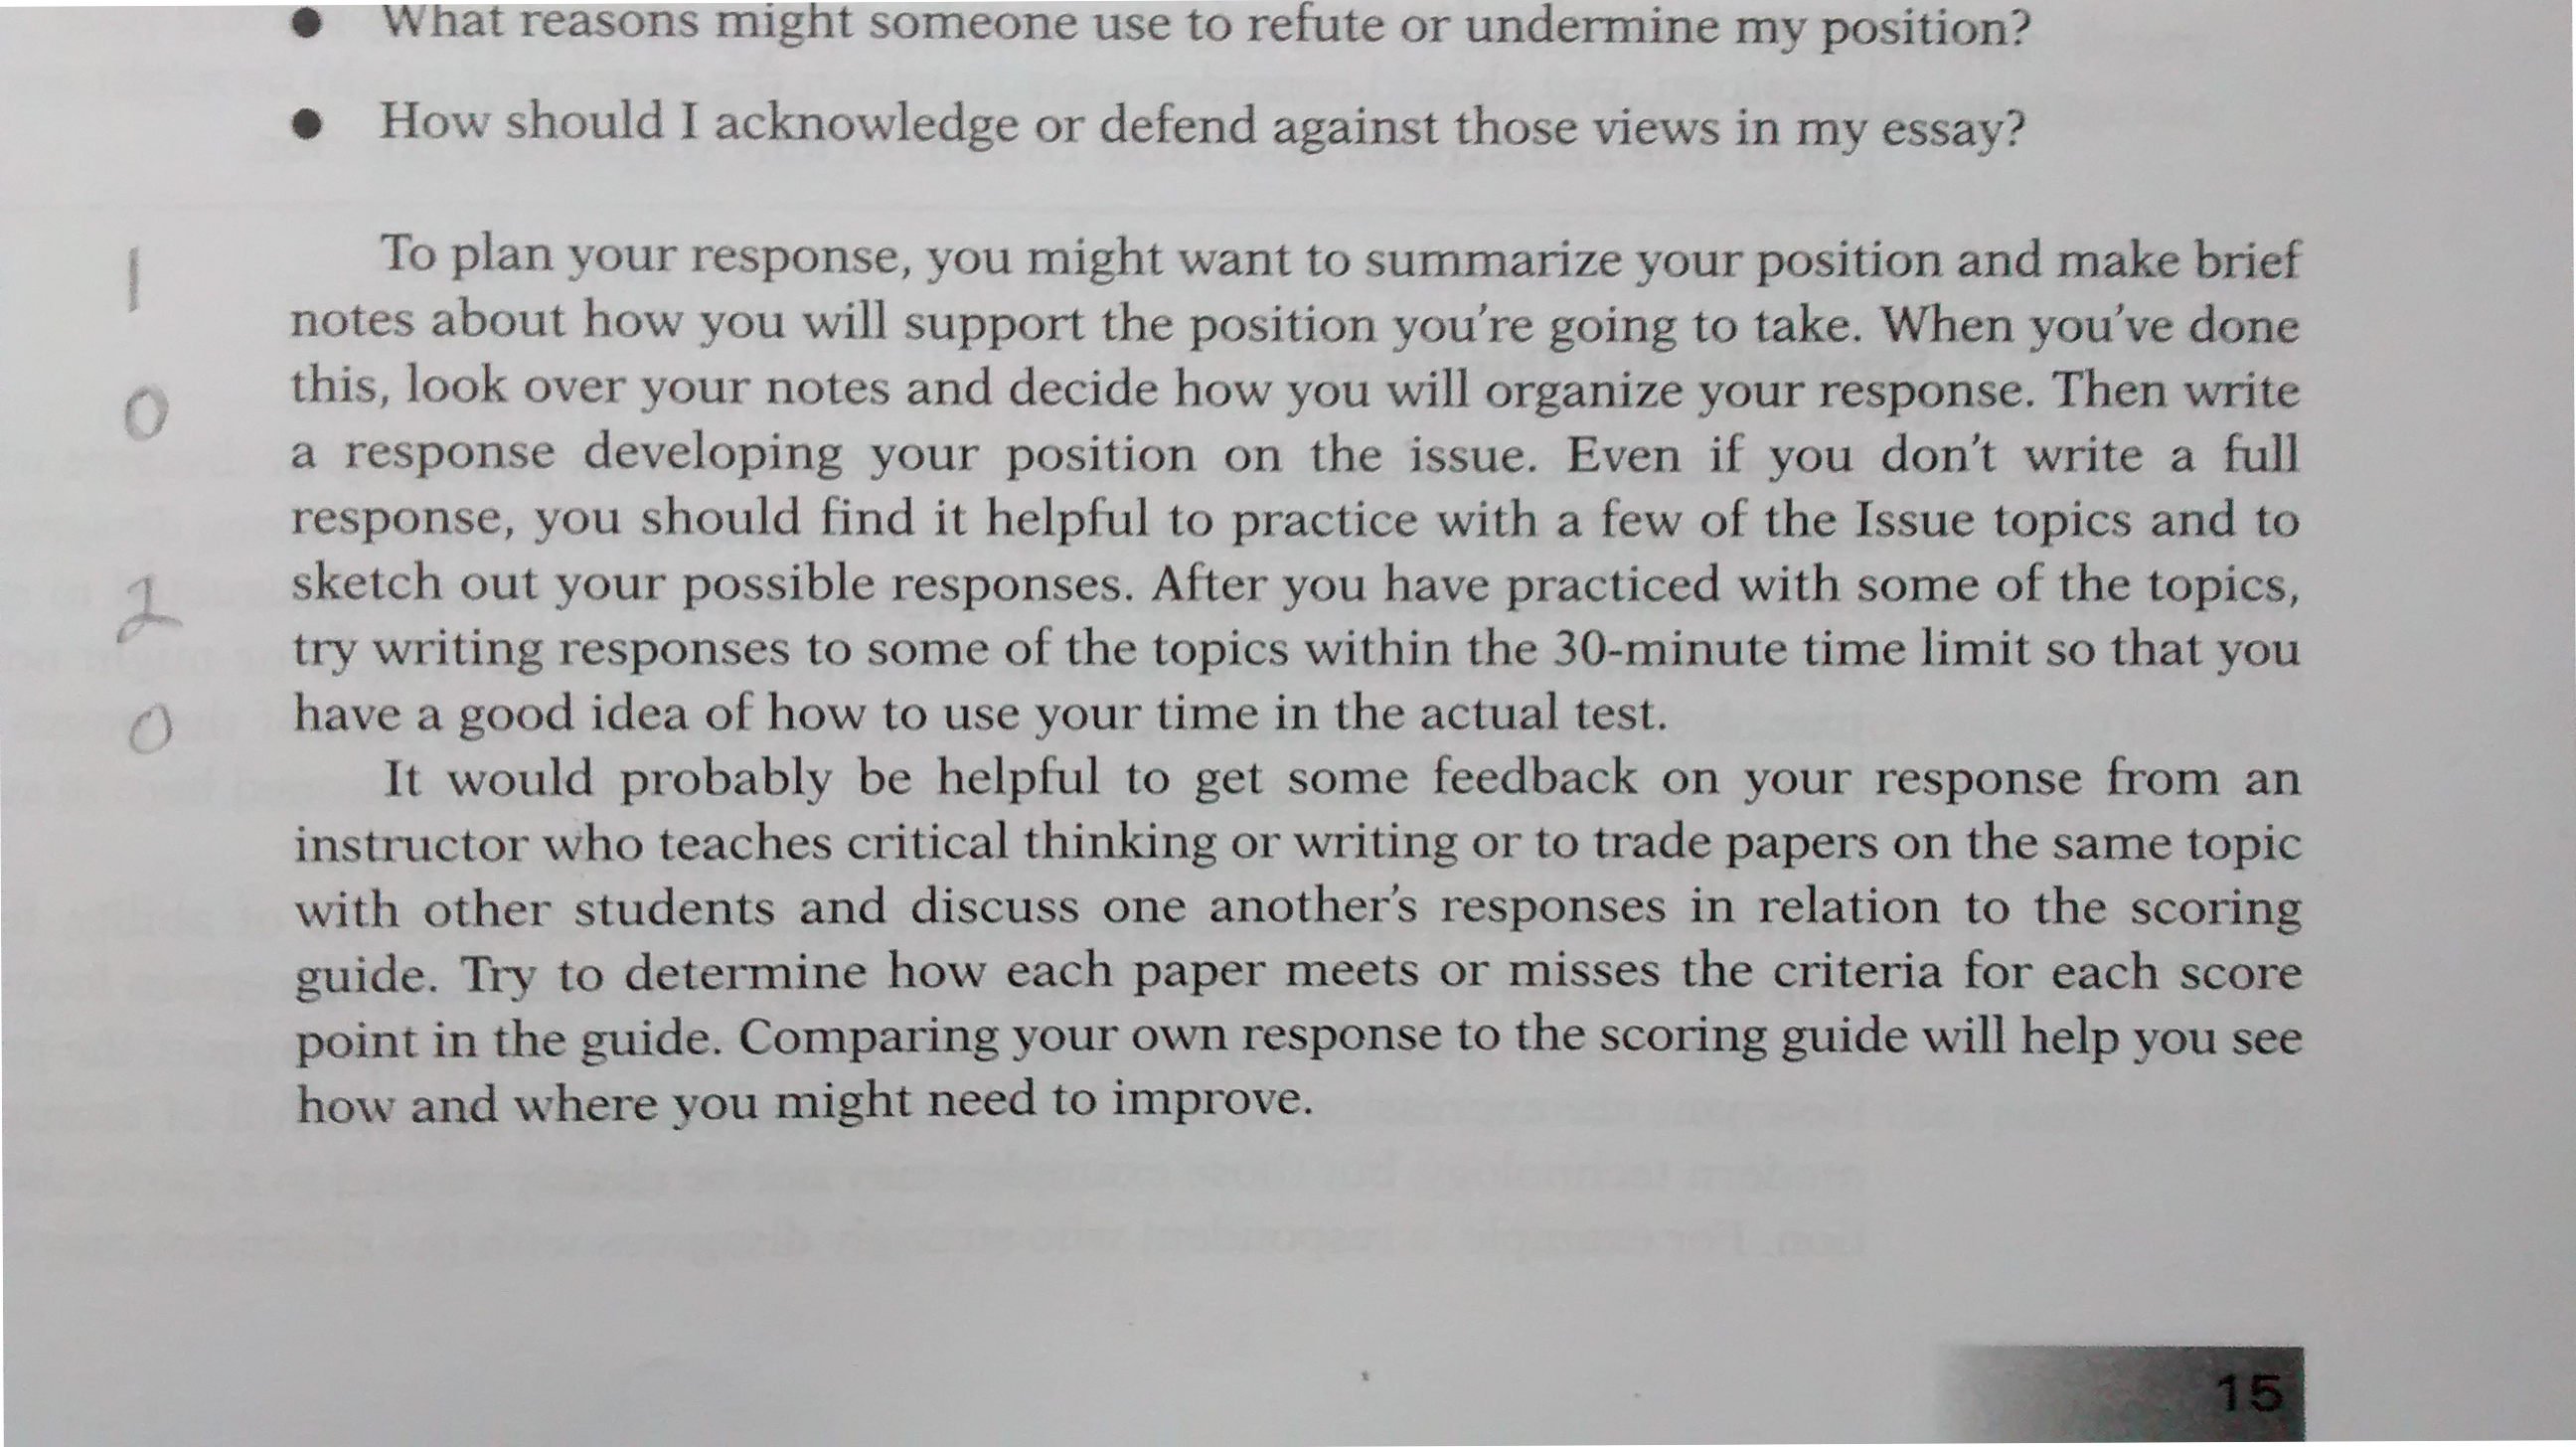 ● What reasons might someone use to refute or undermine my position?
● How should I acknowledge or defend against those views in my essay?
1
To plan your response, you might want to summarize your position and make brief
notes about how you will support the position you're going to take. When you've done
0
this, look over your notes and decide how you will organize your response. Then write
a response developing your position on the issue. Even if you don't write a full
response, you should find it helpful to practice with a few of the Issue topics and to
2
sketch out your possible responses. After you have practiced with some of the topics,
try writing responses to some of the topics within the 30-minute time limit so that you
0
have a good idea of how to use your time in the actual test.
It would probably be helpful to get some feedback on your response from an
instructor who teaches critical thinking or writing or to trade papers on the same topic
with other students and discuss one another's responses in relation to the scoring
guide. Try to determine how each paper meets or misses the criteria for each score
point in the guide. Comparing your own response to the scoring guide will help you see
how and where you might need to improve.
15